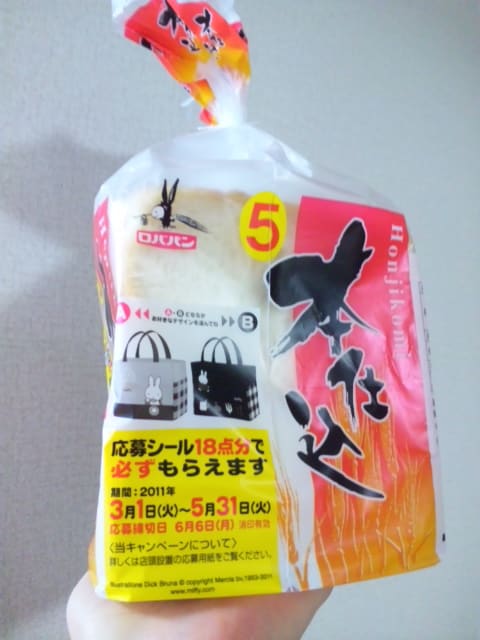 本仕込
ロバパン
5
本仕込
Honjikomi
A
A・Bどちらか
お好きなデザインを選んでね
B
応募シール18点分で
必ずもらえます
期間：2011年
3月1日(火)～5月31日(火)
応募締切日 6月6日(月) 消印有効
〈当キャンペーンについて〉
詳しくは店頭設置の応募用紙をご覧ください。
Illustrations Dick Bruna © copyright Mercis bv,1953-2011
www.miffy.com